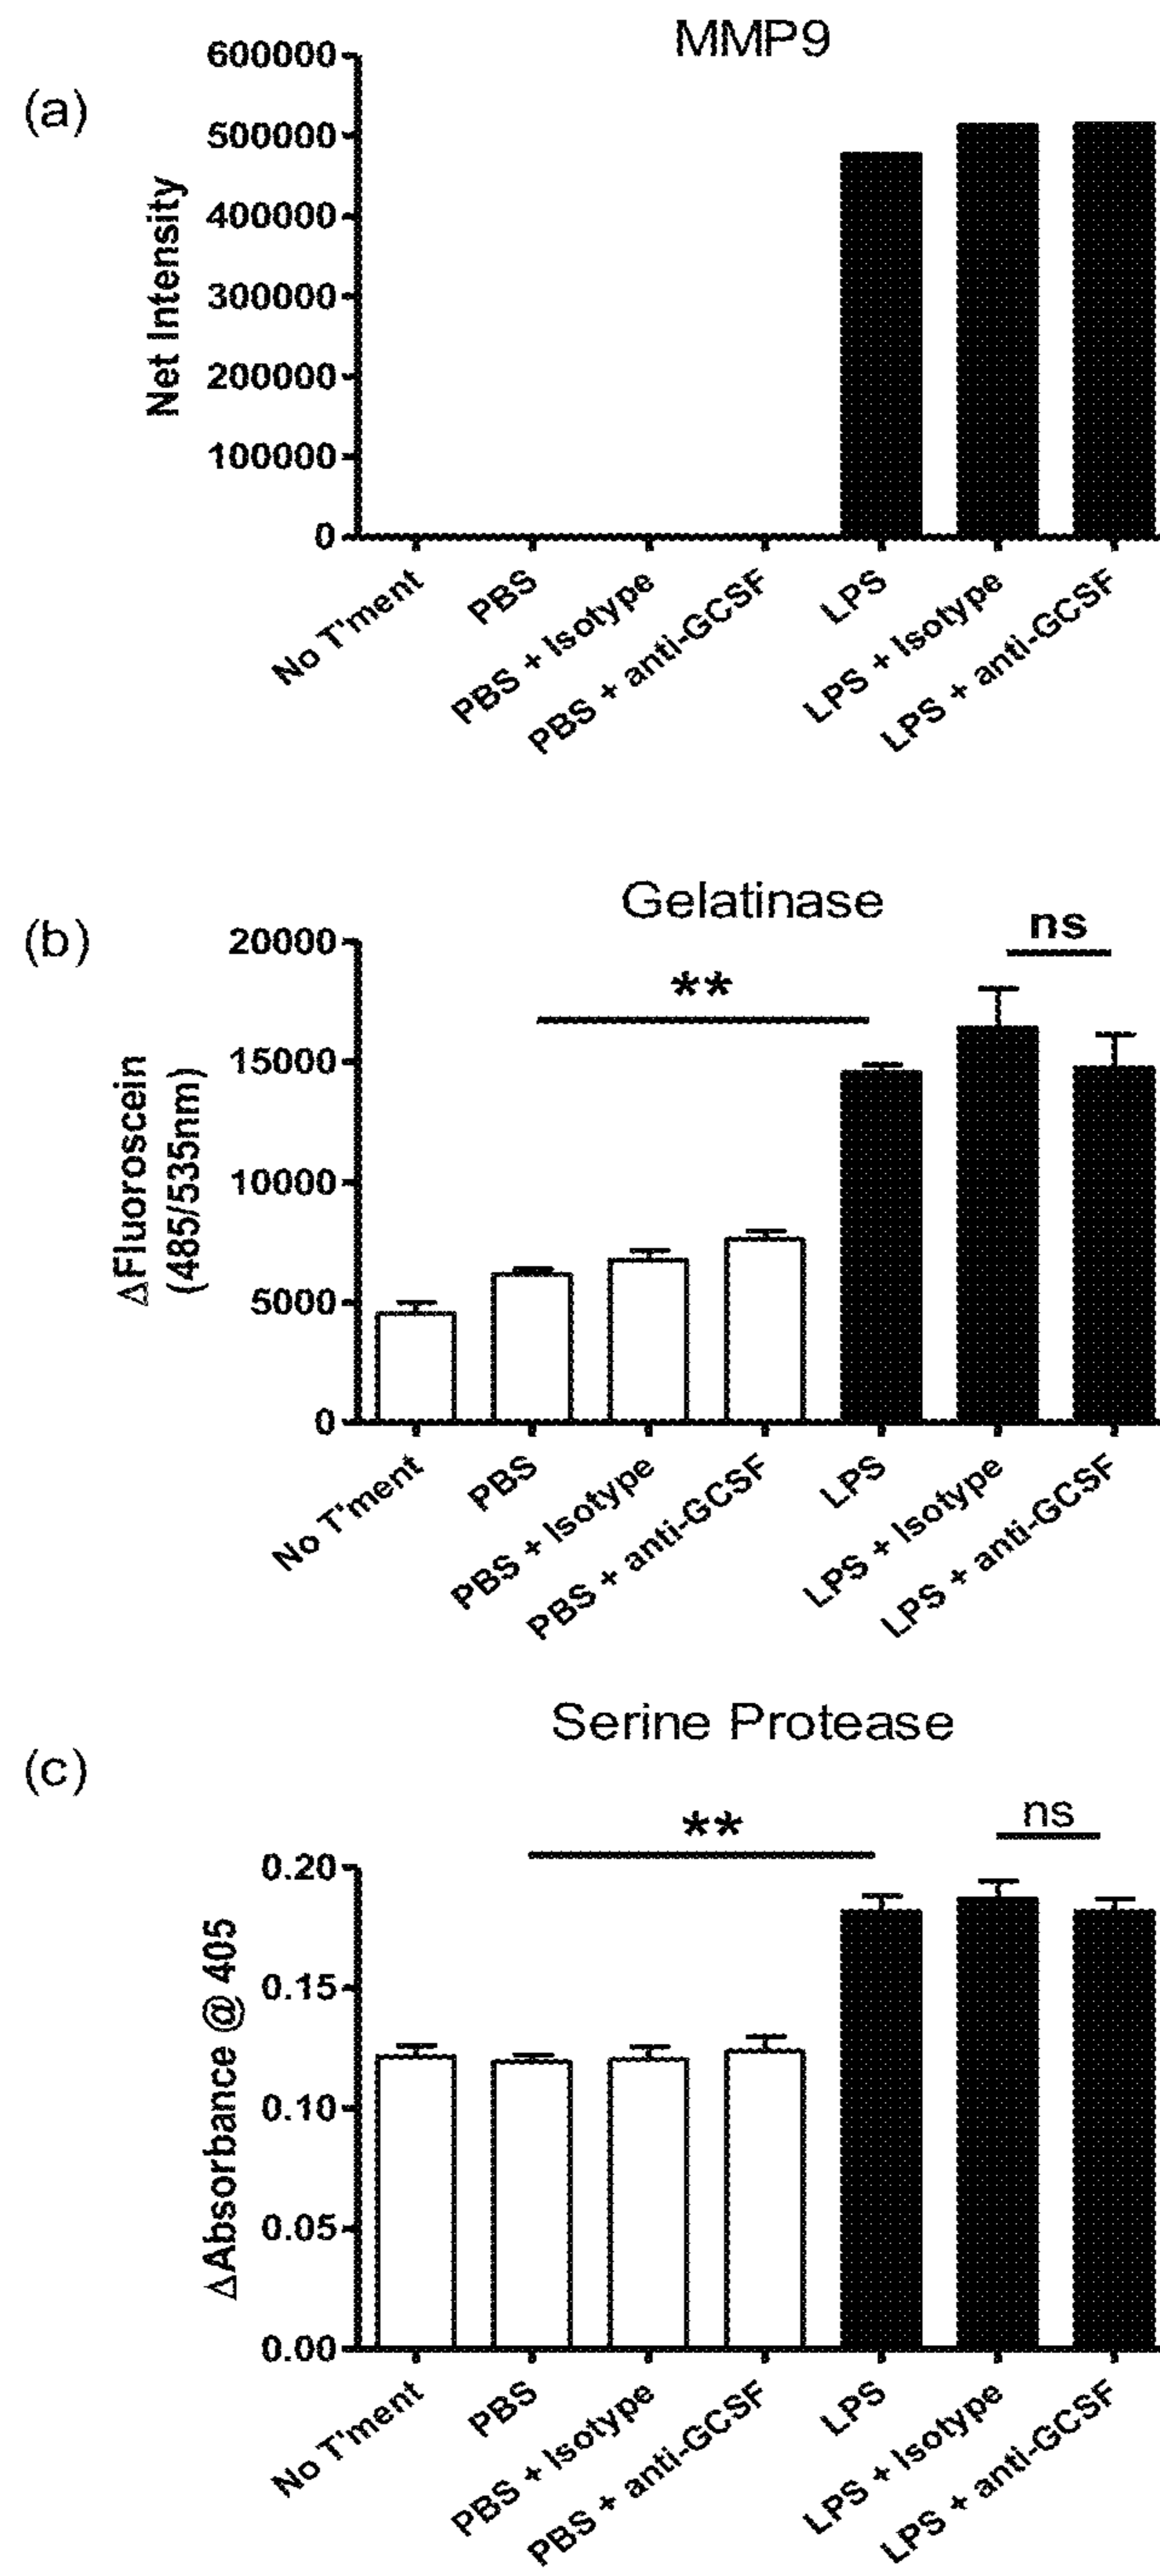 MMP9
(a)
600000
500000
400000
300000
200000
100000
0
Net Intensity
No T'ment
PBS
PBS + Isotype
PBS + anti-GCSF
LPS
LPS + Isotype
LPS + anti-GCSF
Gelatinase
(b)
ns
**
20000
15000
10000
5000
0
ΔFluoroscein
(485/535nm)
No T'ment
PBS
PBS + Isotype
PBS + anti-GCSF
LPS
LPS + Isotype
LPS + anti-GCSF
Serine Protease
(c)
ns
**
0.20
0.15
0.10
0.05
0.00
ΔAbsorbance @ 405
No T'ment
PBS
PBS + Isotype
PBS + anti-GCSF
LPS
LPS + Isotype
LPS + anti-GCSF